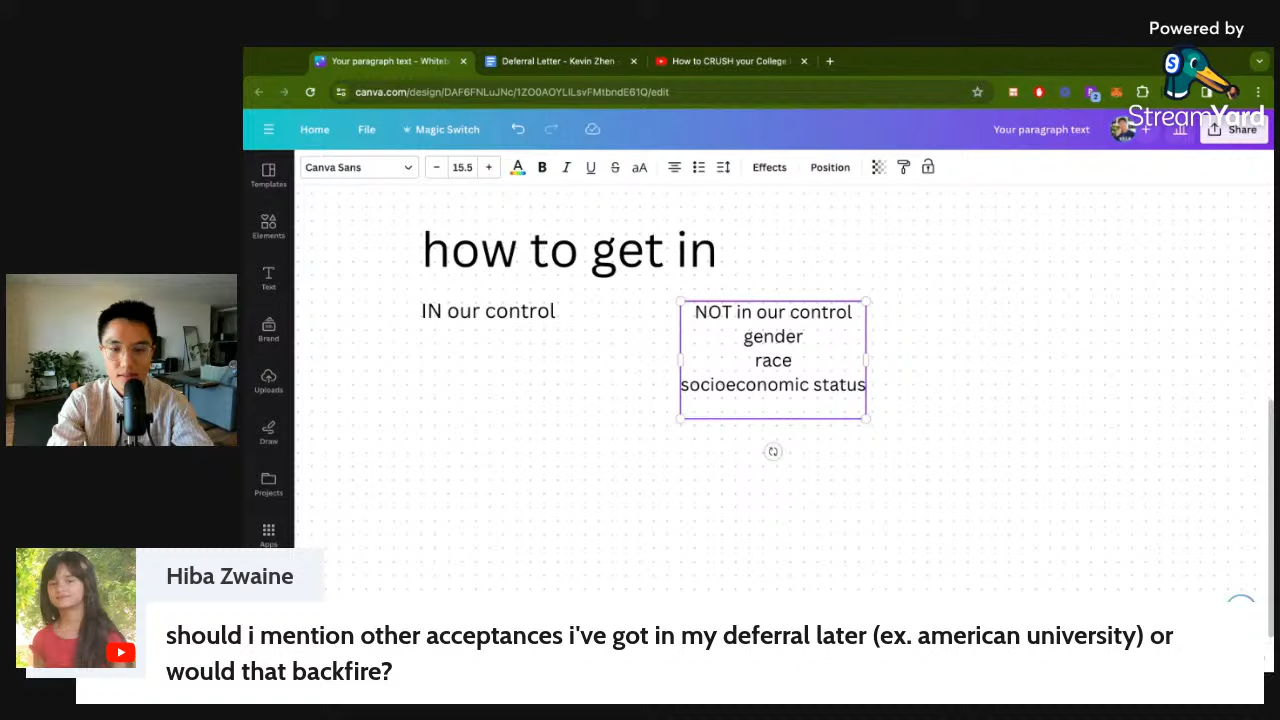 Powered by
StreamYard
Your paragraph text - Whiteb
Deferral Letter - Kevin Zhen
How to CRUSH your College
canva.com/design/DAF6FNLuJNc/1ZO0AOYLILsvFMtbndE61Q/edit
Home File Magic Switch
Your paragraph text
Share
Canva Sans
15.5
A B I U S aA
Effects Position
Templates
Elements
Text
Brand
Uploads
Draw
Projects
Apps
how to get in
IN our control
NOT in our control
gender
race
socioeconomic status
Hiba Zwaine
should i mention other acceptances i've got in my deferral later (ex. american university) or
would that backfire?